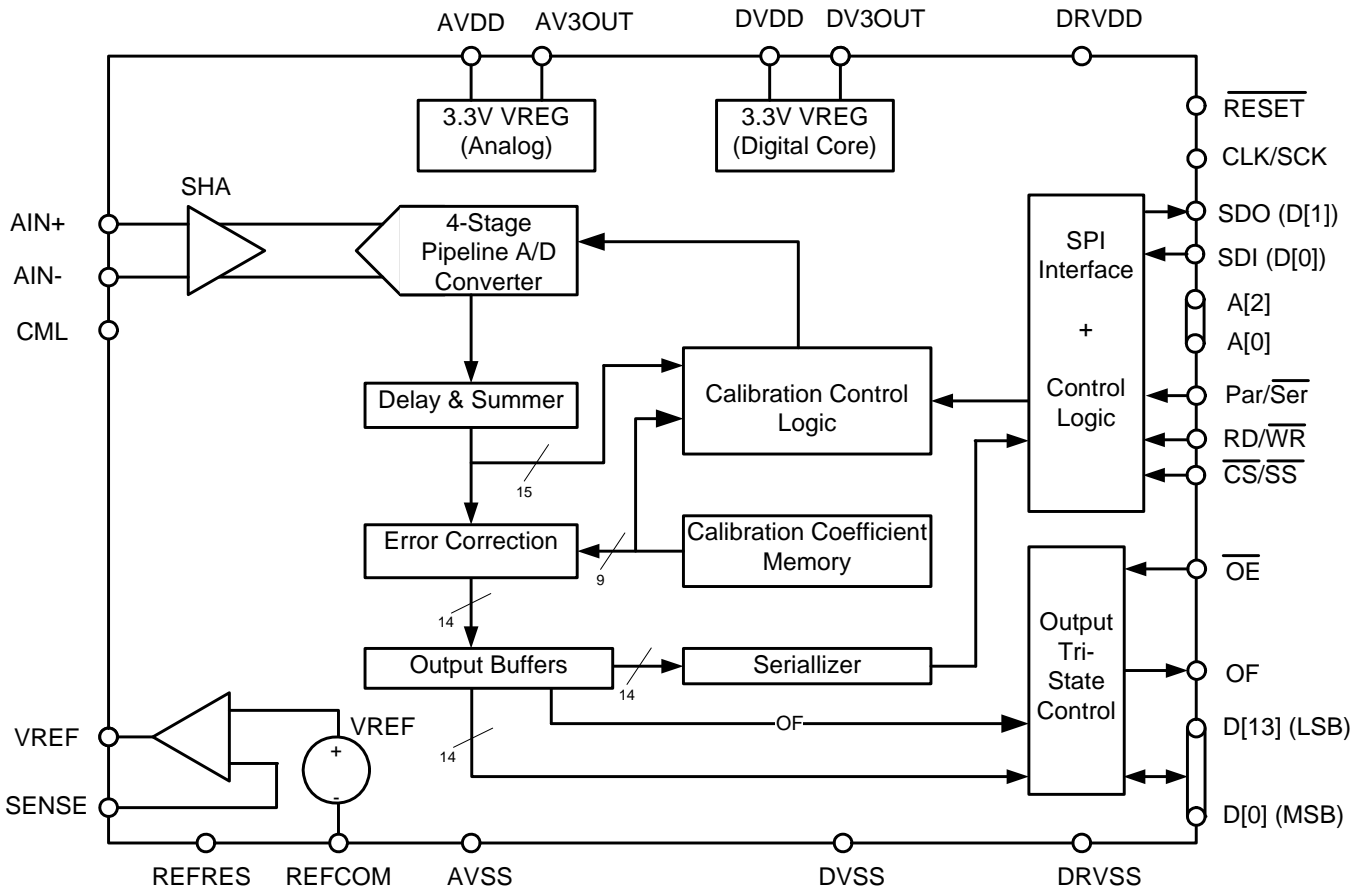 AVDD
AV3OUT
DVDD
DV3OUT
DRVDD
3.3V VREG
(Analog)
3.3V VREG
(Digital Core)
RESET
CLK/SCK
SHA
AIN+
AIN-
CML
4-Stage
Pipeline A/D
Converter
SPI
Interface
+
Control
Logic
SDO (D[1])
SDI (D[0])
A[2]
A[0]
Par/Ser
RD/WR
CS/SS
Delay & Summer
Calibration Control
Logic
15
Error Correction
9
Calibration Coefficient
Memory
14
Output Buffers
14
Seriallizer
OF
14
Output
Tri-
State
Control
OE
OF
D[13] (LSB)
D[0] (MSB)
VREF
SENSE
VREF
+
-
REFRES
REFCOM
AVSS
DVSS
DRVSS